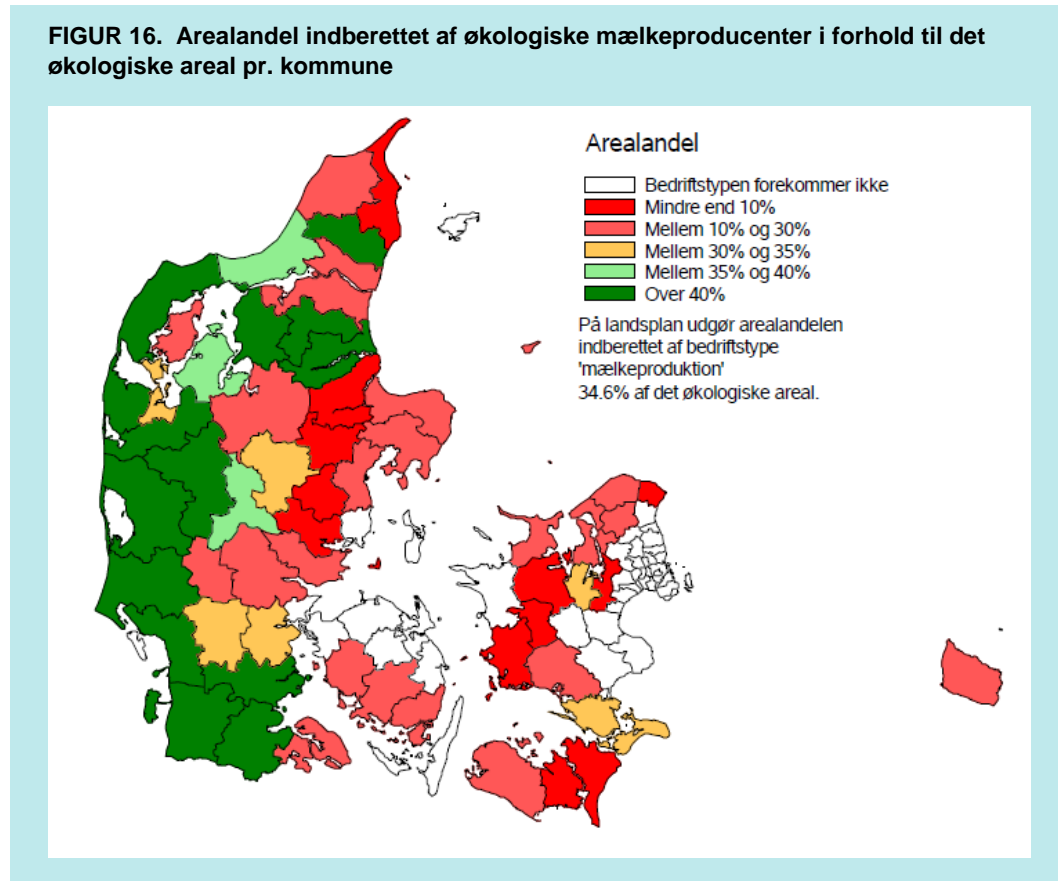 FIGUR 16. Arealandel indberettet af økologiske mælkeproducenter i forhold til det
økologiske areal pr. kommune
Arealandel
Bedriftstypen forekommer ikke
Mindre end 10%
Mellem 10% og 30%
Mellem 30% og 35%
Mellem 35% og 40%
Over 40%
På landsplan udgør arealandelen
indberettet af bedriftstype
'mælkeproduktion'
34.6% af det økologiske areal.